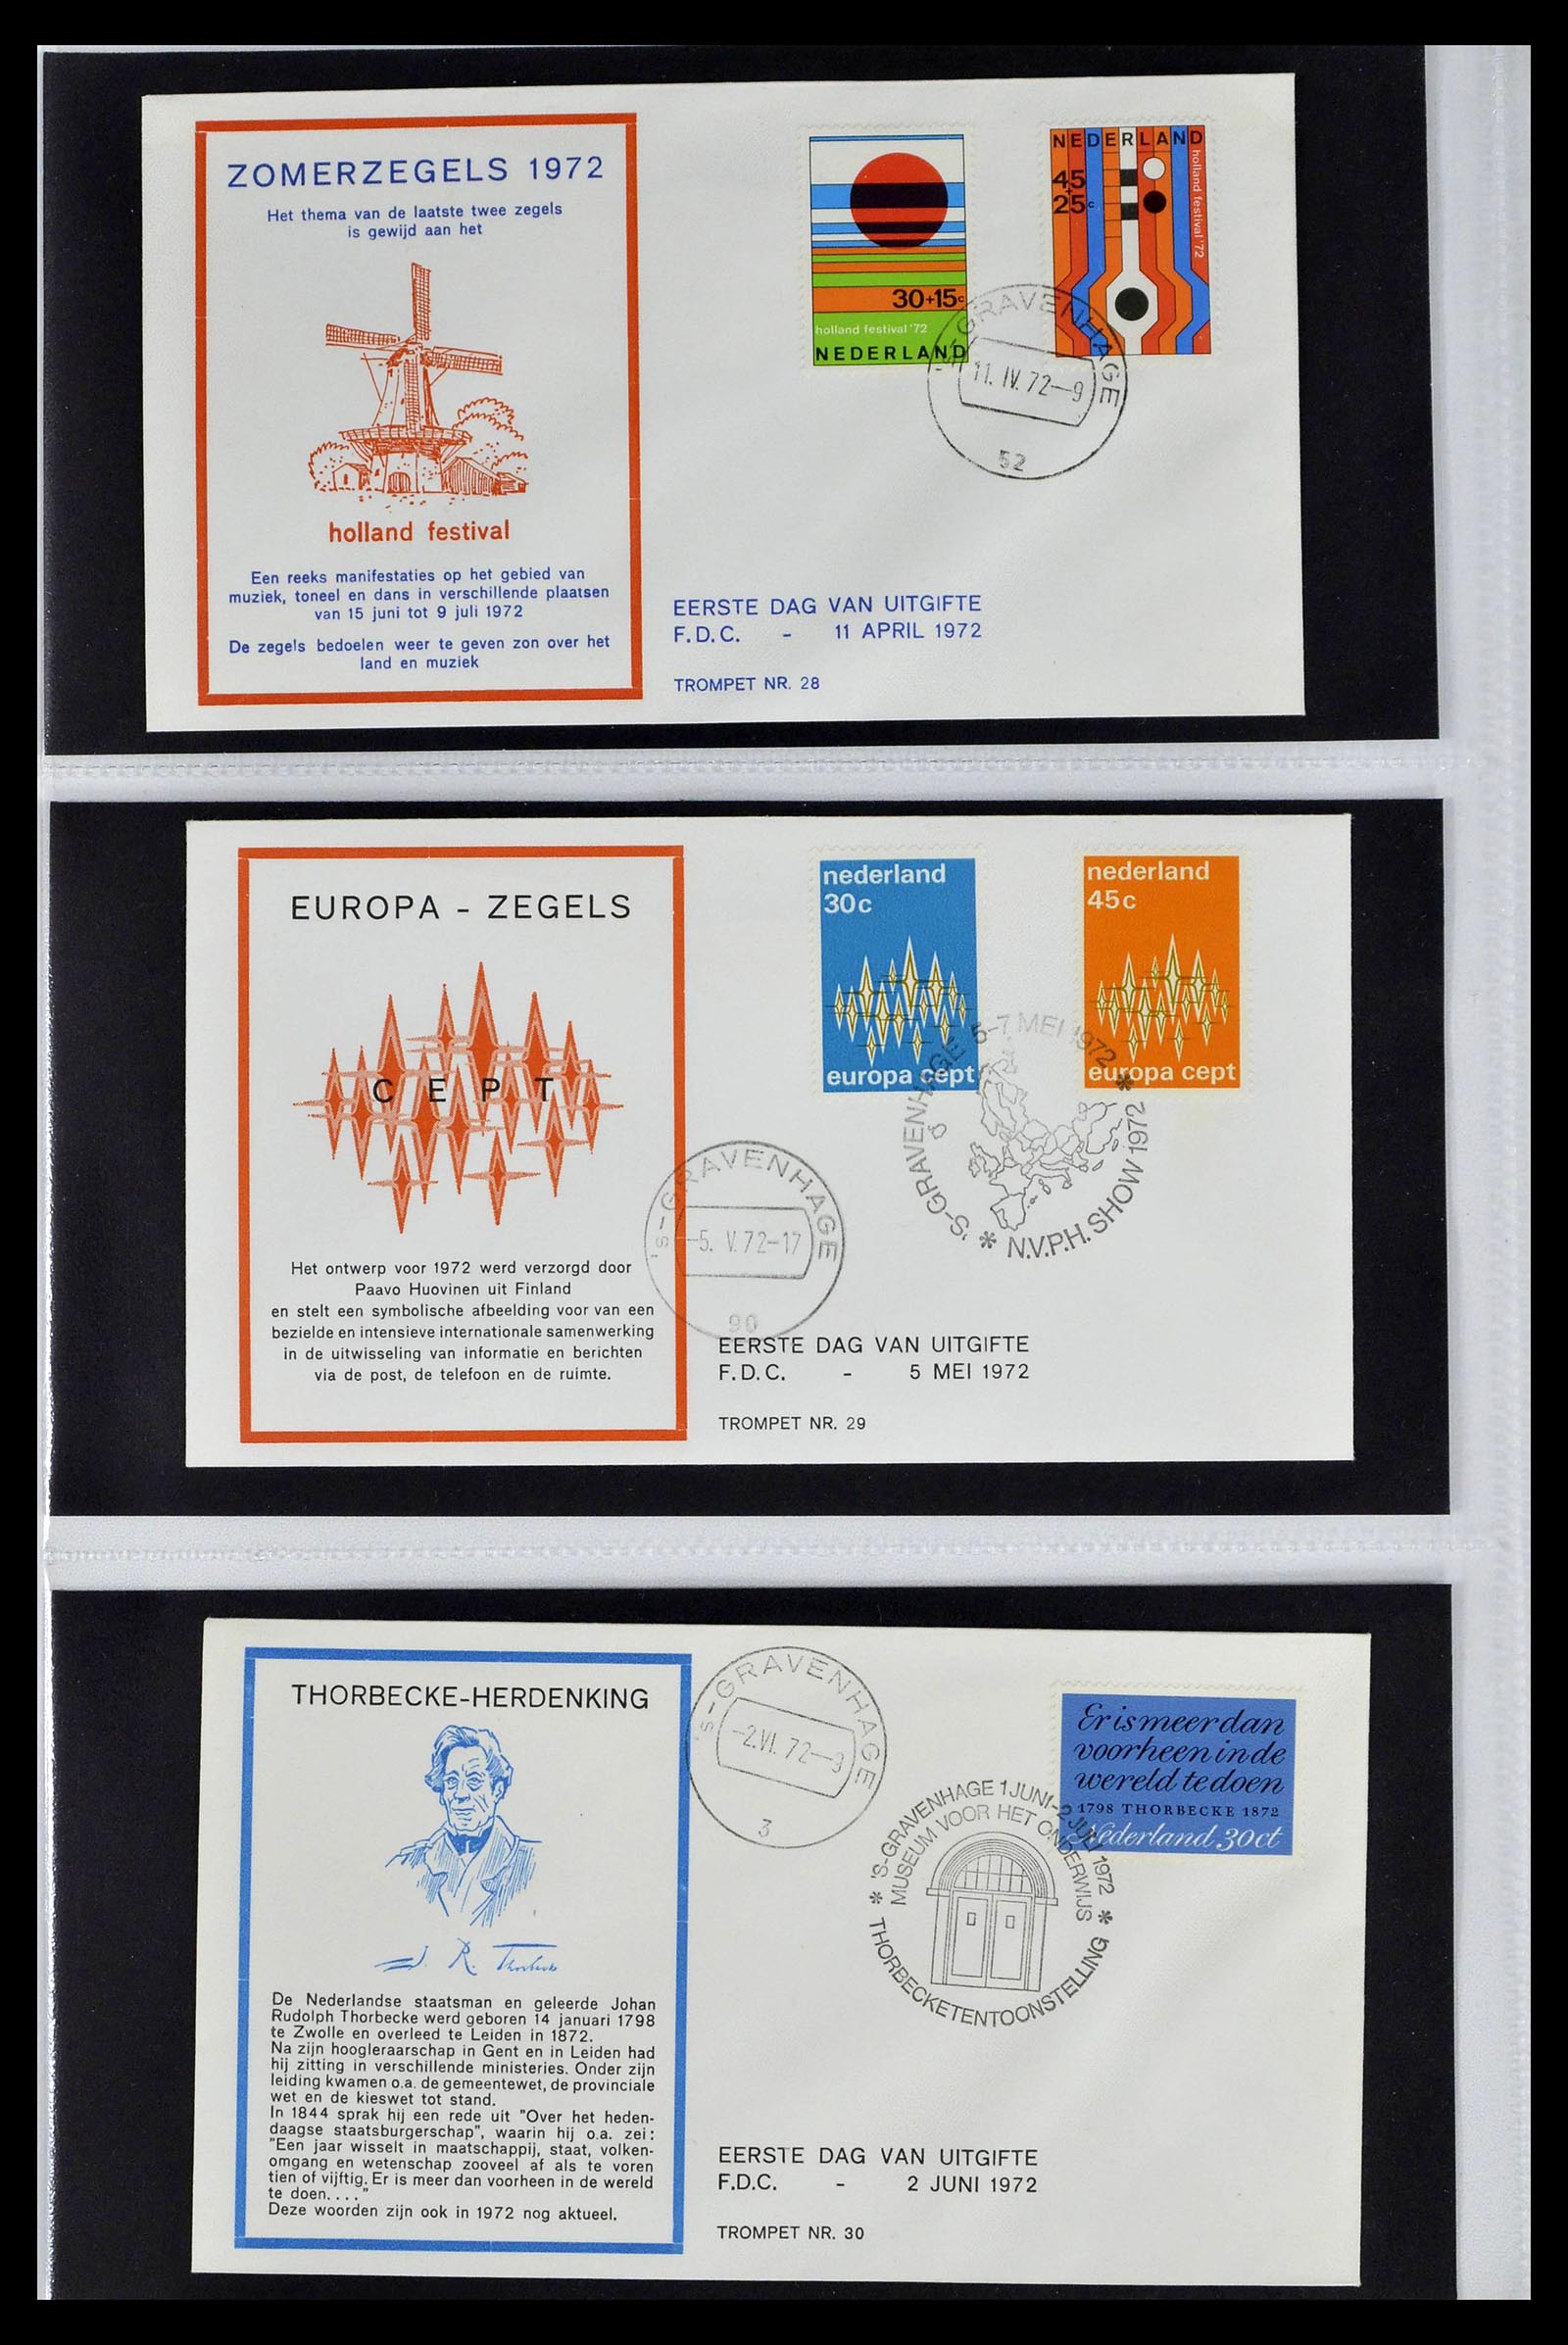 ZOMERZEGELS 1972
Het thema van de laatste twee zegels
is gewijd aan het
holland festival
Een reeks manifestaties op het gebied van
muziek, toneel en dans in verschillende plaatsen
van 15 juni tot 9 juli 1972
De zegels bedoelen weer te geven zon over het
land en muziek
30+15c
holland festival '72
NEDERLAND
NEDERLAND
45
+
25c
holland festival '72
'S-GRAVENHAGE
11. IV. 72—9
52
EERSTE DAG VAN UITGIFTE
F.D.C. - 11 APRIL 1972
TROMPET NR. 28
EUROPA - ZEGELS
C E P T
Het ontwerp voor 1972 werd verzorgd door
Paavo Huovinen uit Finland
en stelt een symbolische afbeelding voor van een
bezielde en intensieve internationale samenwerking
in de uitwisseling van informatie en berichten
via de post, de telefoon en de ruimte.
nederland
30c
europa cept
nederland
45c
europa cept
'S-GRAVENHAGE 5-7 MEI 1972
* N.V.P.H. SHOW 1972 *
's-GRAVENHAGE
-5. V. 72-17
90
EERSTE DAG VAN UITGIFTE
F.D.C. - 5 MEI 1972
TROMPET NR. 29
THORBECKE-HERDENKING
J. R. Thorbecke
De Nederlandse staatsman en geleerde Johan
Rudolph Thorbecke werd geboren 14 januari 1798
te Zwolle en overleed te Leiden in 1872.
Na zijn hoogleraarschap in Gent en in Leiden had
hij zitting in verschillende ministeries. Onder zijn
leiding kwamen o.a. de gemeentewet, de provinciale
wet en de kieswet tot stand.
In 1844 sprak hij een rede uit "Over het heden-
daagse staatsburgerschap", waarin hij o.a. zei:
"Een jaar wisselt in maatschappij, staat, volken-
omgang en wetenschap zooveel af als te voren
tien of vijftig. Er is meer dan voorheen in de wereld
te doen...."
Deze woorden zijn ook in 1972 nog aktueel.
's-GRAVENHAGE
-2.VI. 72—9
3
Er is meer dan
voorheen in de
wereld te doen
1798 THORBECKE 1872
Nederland 30ct
* 'S-GRAVENHAGE 1 JUNI-2 JULI 1972 *
MUSEUM VOOR HET ONDERWIJS
THORBECKETENTOONSTELLING
EERSTE DAG VAN UITGIFTE
F.D.C. - 2 JUNI 1972
TROMPET NR. 30